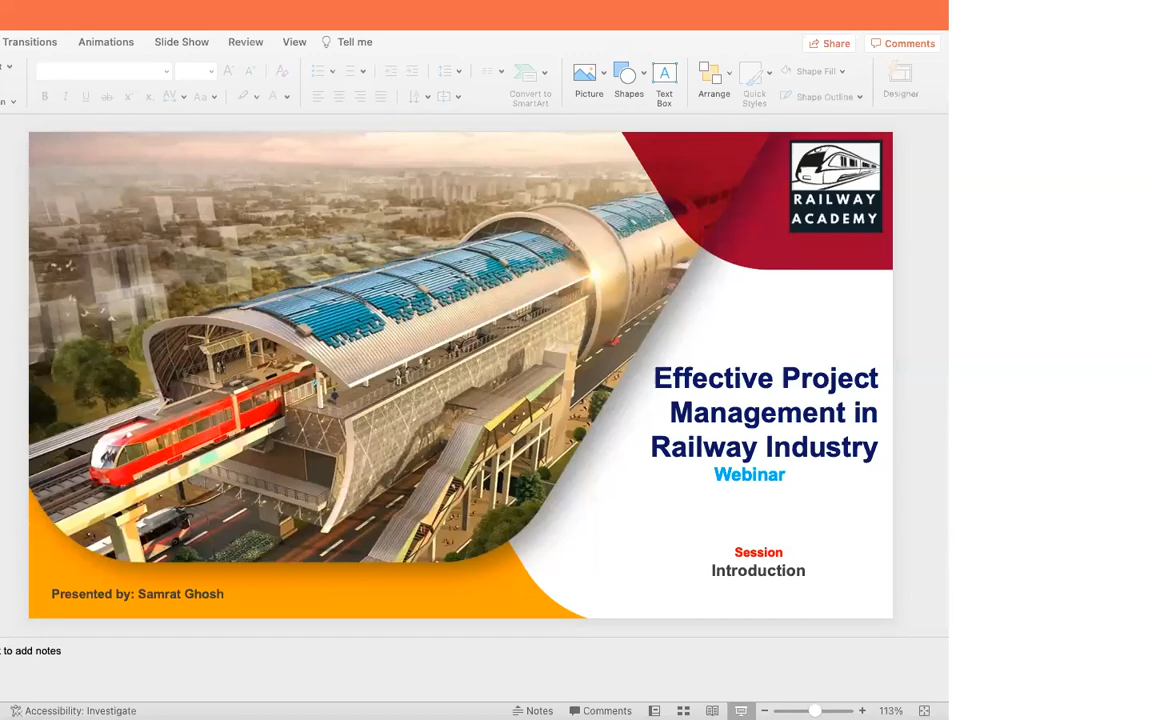 Transitions Animations Slide Show Review View Tell me
Share Comments
Convert to
SmartArt
Picture Shapes Text
Box
Arrange Quick
Styles
Shape Fill
Shape Outline
Designer
RAILWAY
ACADEMY
Effective Project
Management in
Railway Industry
Webinar
Session
Introduction
Presented by: Samrat Ghosh
to add notes
Accessibility: Investigate Notes Comments 113%